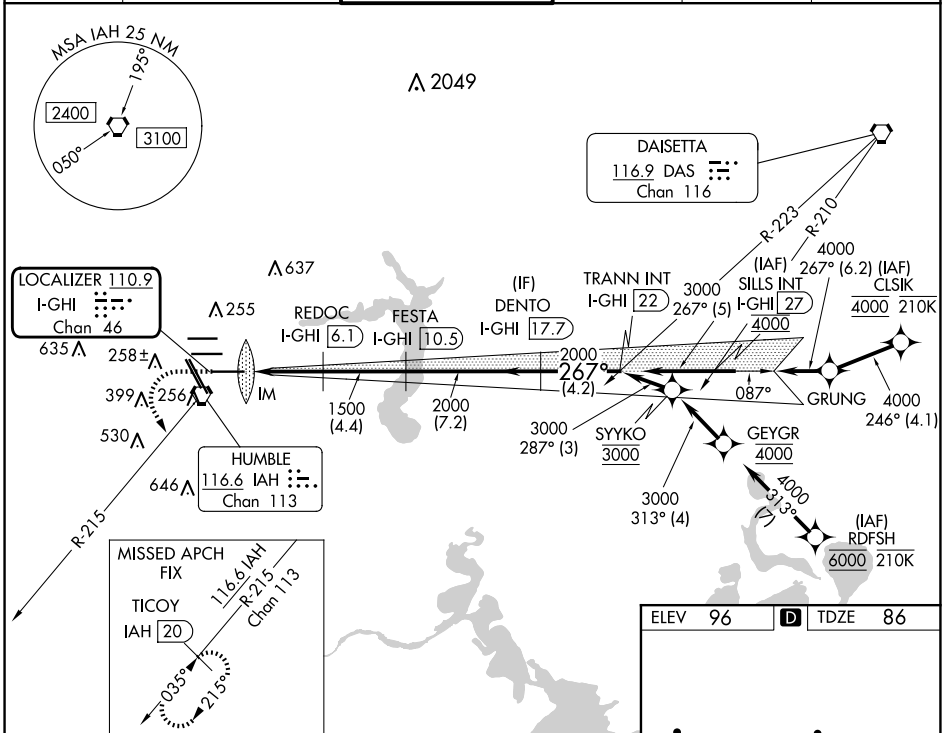 MSA IAH 25 NM
195°
2400
3100
050°
2049
DAISETTA
116.9 DAS
Chan 116
R-223
R-210
LOCALIZER 110.9
I-GHI
Chan 46
637
255
635
258±
399
256
530
646
IM
REDOC
I-GHI 6.1
FESTA
I-GHI 10.5
(IF)
DENTO
I-GHI 17.7
TRANN INT
I-GHI 22
3000
267° (5)
(IAF)
SILLS INT
I-GHI 27
4000
4000
267° (6.2)
(IAF)
CLSIK
4000 210K
2000
267°
(4.2)
087°
GRUNG
4000
246° (4.1)
1500
(4.4)
2000
(7.2)
3000
287° (3)
SYYKO
3000
GEYGR
4000
3000
313° (4)
4000
313°
(7)
(IAF)
RDFSH
6000 210K
HUMBLE
116.6 IAH
Chan 113
R-215
MISSED APCH
FIX
TICOY
IAH 20
116.6 IAH
R-215
Chan 113
035°
215°
ELEV 96 D TDZE 86